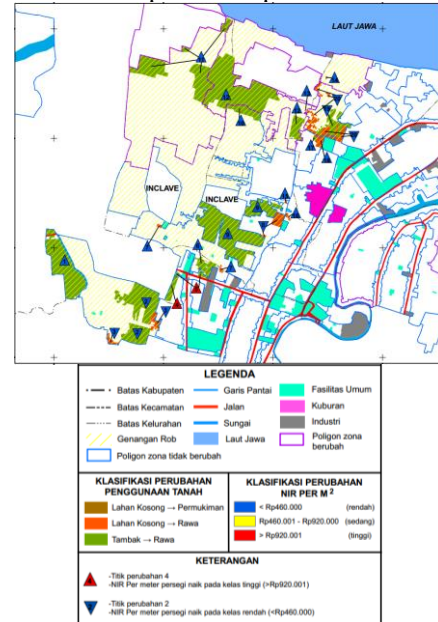 LAUT JAWA
INCLAVE
INCLAVE
LEGENDA
Batas Kabupaten
Garis Pantai
Fasilitas Umum
Batas Kecamatan
Jalan
Kuburan
Batas Kelurahan
Sungai
Industri
Genangan Rob
Laut Jawa
Poligon zona
berubah
Poligon zona tidak berubah
KLASIFIKASI PERUBAHAN
PENGGUNAAN TANAH
Lahan Kosong → Permukiman
Lahan Kosong → Rawa
Tambak → Rawa
KLASIFIKASI PERUBAHAN
NIR PER M²
< Rp460.000 (rendah)
Rp460.001 - Rp920.000 (sedang)
> Rp920.001 (tinggi)
KETERANGAN
-Titik perubahan 4
-NIR Per meter persegi naik pada kelas tinggi (>Rp920.001)
-Titik perubahan 2
-NIR Per meter persegi naik pada kelas rendah (<Rp460.000)